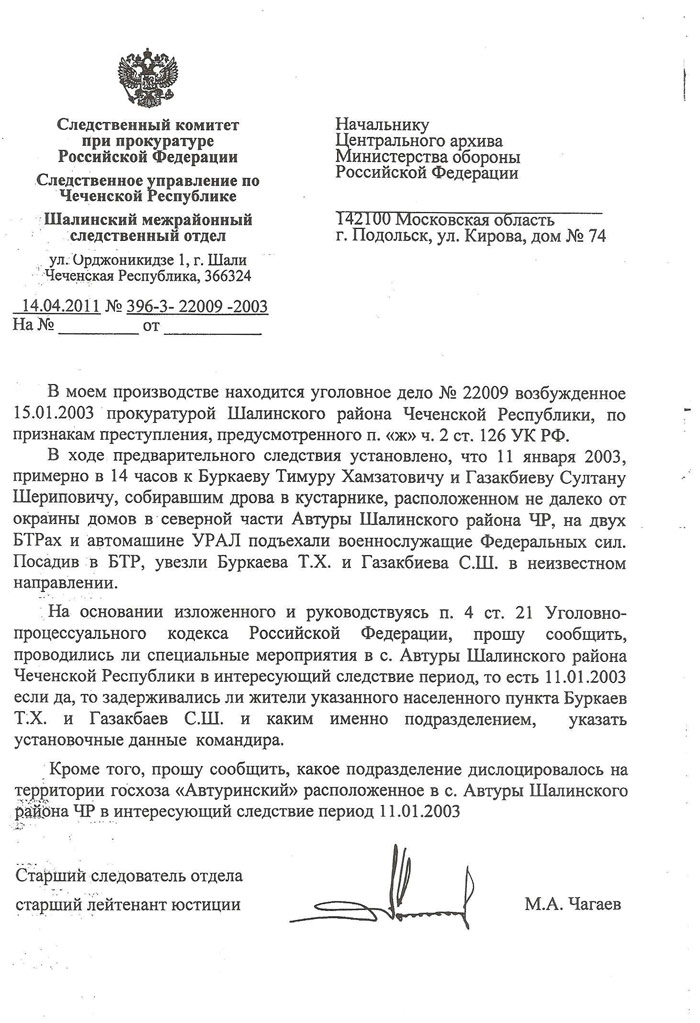 Следственный комитет
при прокуратуре
Российской Федерации
Следственное управление по
Чеченской Республике
Шалинский межрайонный
следственный отдел
ул. Орджоникидзе 1, г. Шали
Чеченская Республика, 366324
14.04.2011 № 396-3- 22009 -2003
На № _________ от ____________
Начальнику
Центрального архива
Министерства обороны
Российской Федерации
142100 Московская область
г. Подольск, ул. Кирова, дом № 74
В моем производстве находится уголовное дело № 22009 возбужденное
15.01.2003 прокуратурой Шалинского района Чеченской Республики, по
признакам преступления, предусмотренного п. «ж» ч. 2 ст. 126 УК РФ.
В ходе предварительного следствия установлено, что 11 января 2003,
примерно в 14 часов к Буркаеву Тимуру Хамзатовичу и Газакбиеву Султану
Шериповичу, собиравшим дрова в кустарнике, расположенном не далеко от
окраины домов в северной части Автуры Шалинского района ЧР, на двух
БТРах и автомашине УРАЛ подъехали военнослужащие Федеральных сил.
Посадив в БТР, увезли Буркаева Т.Х. и Газакбиева С.Ш. в неизвестном
направлении.
На основании изложенного и руководствуясь п. 4 ст. 21 Уголовно-
процессуального кодекса Российской Федерации, прошу сообщить,
проводились ли специальные мероприятия в с. Автуры Шалинского района
Чеченской Республики в интересующий следствие период, то есть 11.01.2003
если да, то задерживались ли жители указанного населенного пункта Буркаев
Т.Х. и Газакбаев С.Ш. и каким именно подразделением, указать
установочные данные командира.
Кроме того, прошу сообщить, какое подразделение дислоцировалось на
территории госхоза «Автуринский» расположенное в с. Автуры Шалинского
района ЧР в интересующий следствие период 11.01.2003
Старший следователь отдела
старший лейтенант юстиции М.А. Чагаев